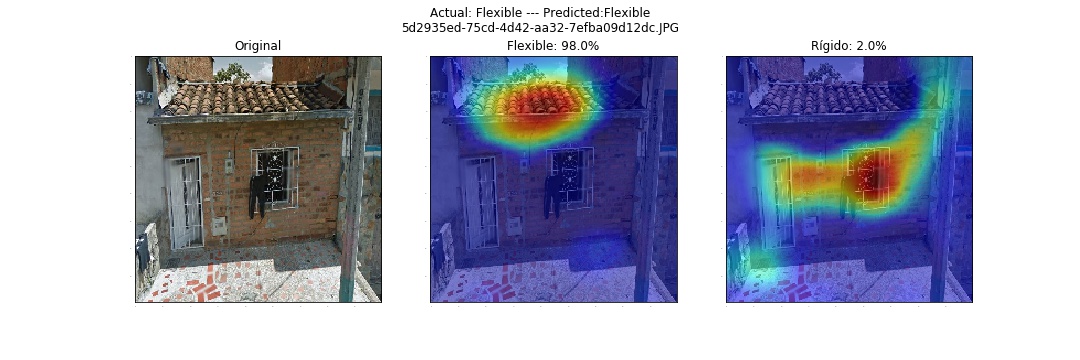 Actual: Flexible --- Predicted:Flexible
5d2935ed-75cd-4d42-aa32-7efba09d12dc.JPG
Original
Flexible: 98.0%
Rígido: 2.0%